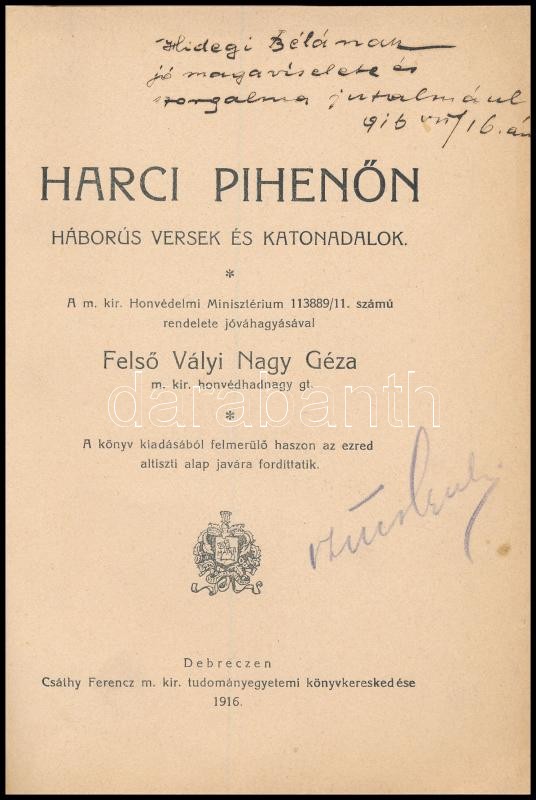 Hidegi Bélának
jó magaviselete és
szorgalma jutalmául
916 VII/16.-án
HARCI PIHENŐN
HÁBORÚS VERSEK ÉS KATONADALOK.
*
A m. kir. Honvédelmi Minisztérium 113889/11. számú
rendelete jóváhagyásával
Felső Vályi Nagy Géza
m. kir. honvédhadnagy gt.
darabanth
*
A könyv kiadásából felmerülő haszon az ezred
altiszti alap javára fordíttatik.
Debreczen
Csáthy Ferencz m. kir. tudományegyetemi könyvkereskedése
1916.